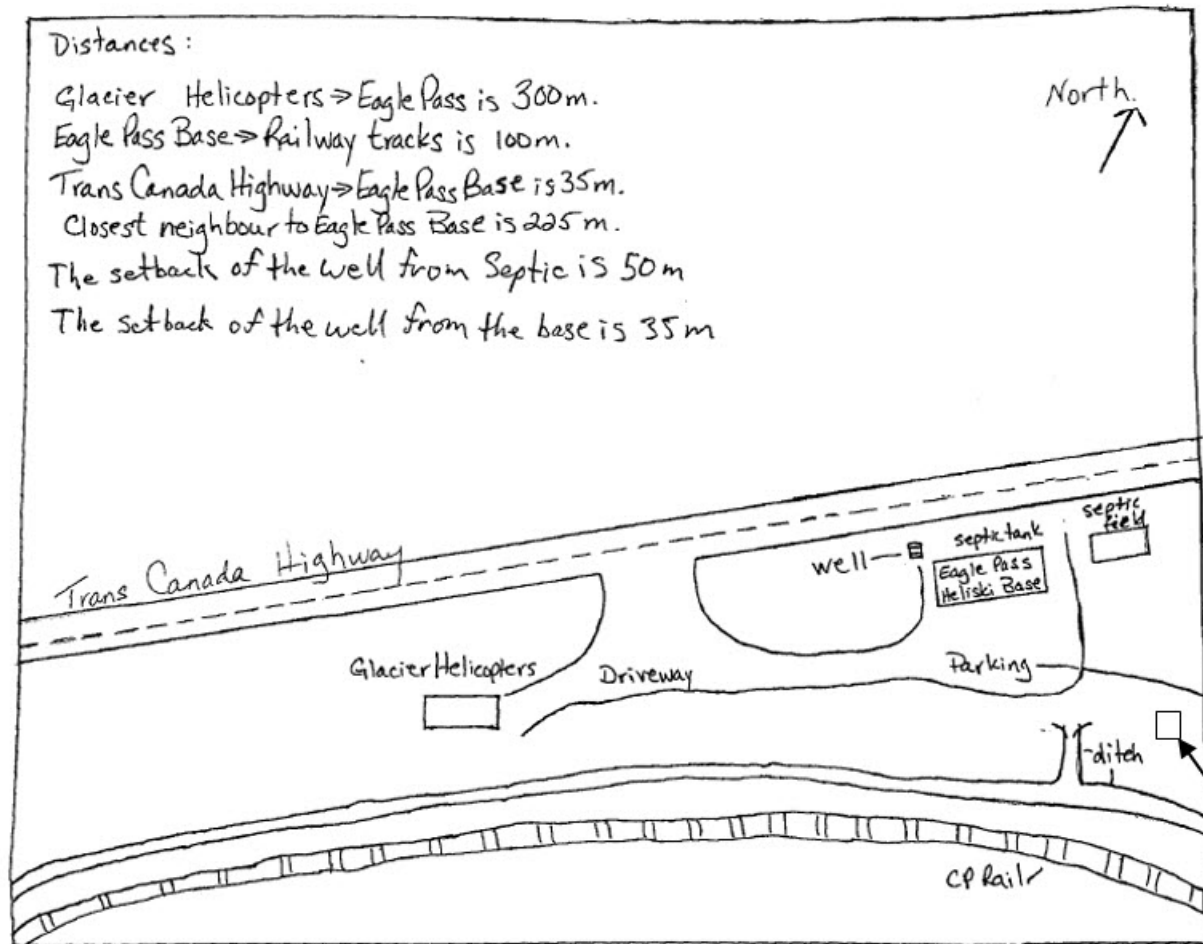 Distances :
Glacier Helicopters ⇒ Eagle Pass is 300m.
Eagle Pass Base ⇒ Railway tracks is 100m.
Trans Canada Highway ⇒ Eagle Pass Base is 35m.
Closest neighbour to Eagle Pass Base is 225 m.
The setback of the well from Septic is 50m
The setback of the well from the base is 35m
North.
Trans Canada Highway
septic
field
septic tank
well
Eagle Pass
Heliski Base
Glacier Helicopters
Driveway
Parking
ditch
CP Rail